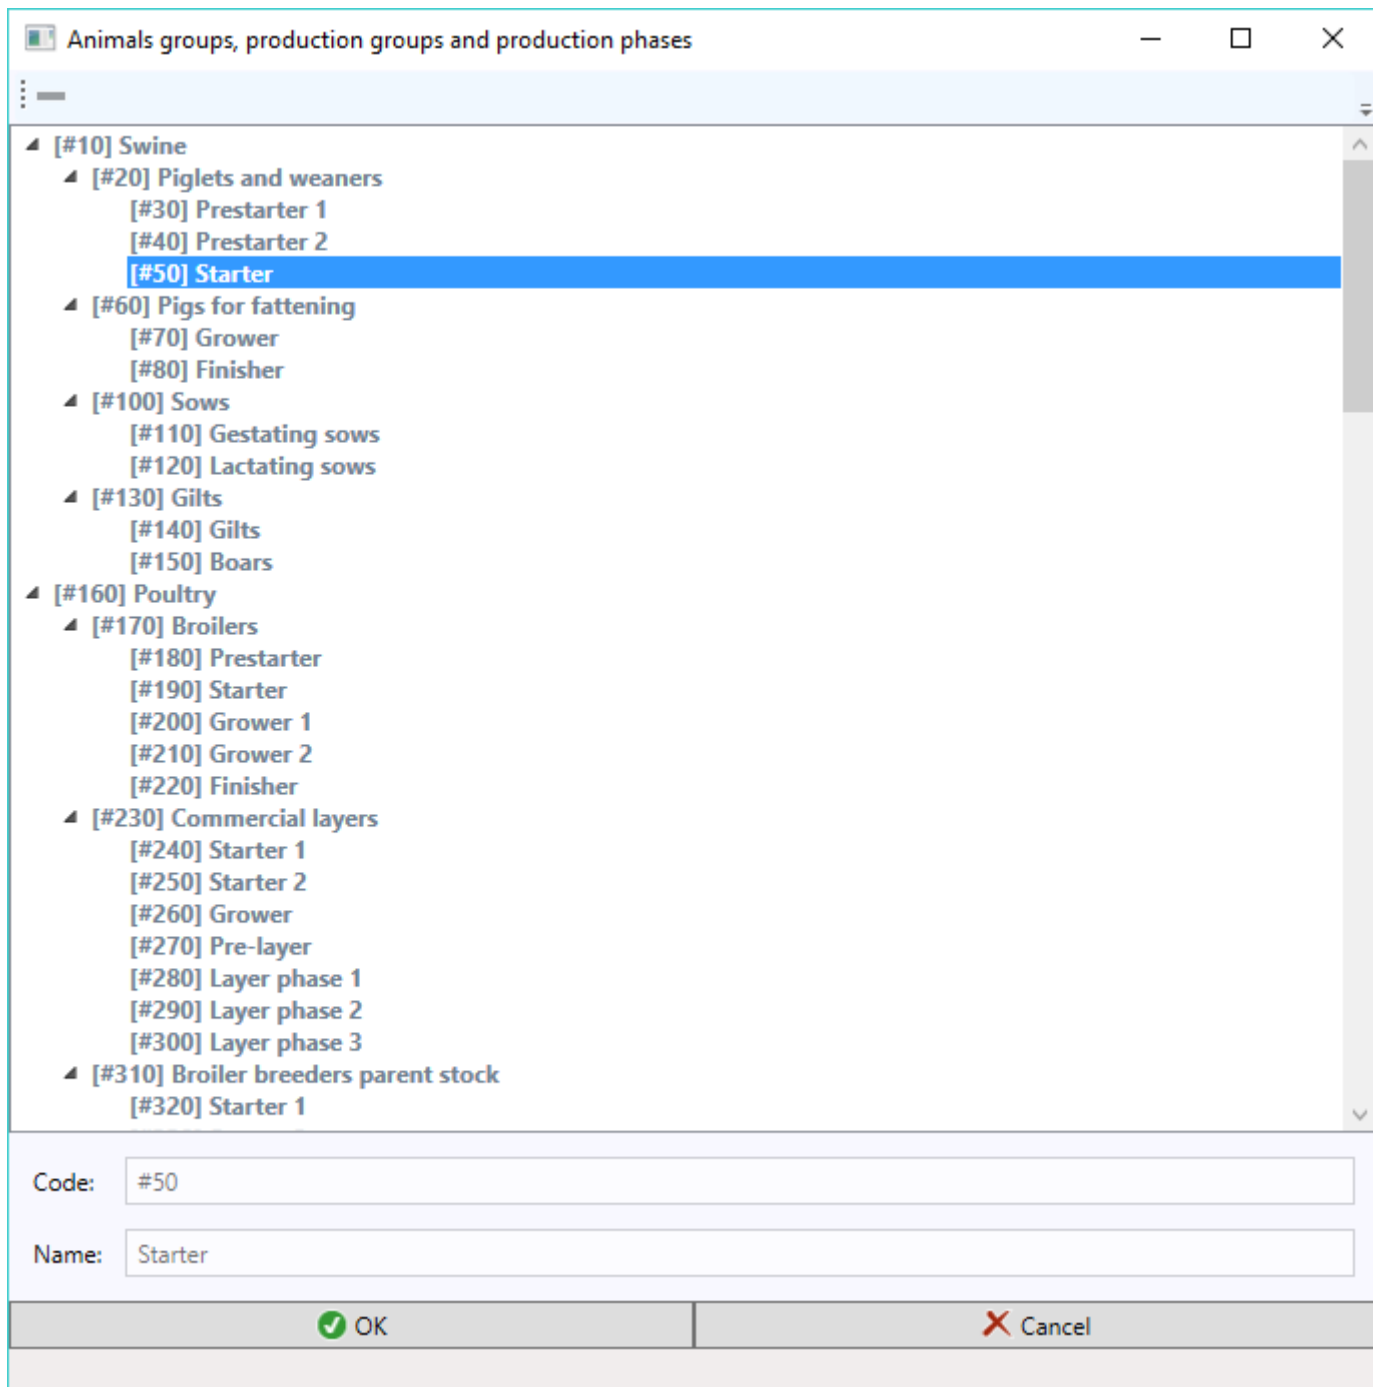 Animals groups, production groups and production phases
[#10] Swine
[#20] Piglets and weaners
[#30] Prestarter 1
[#40] Prestarter 2
[#50] Starter
[#60] Pigs for fattening
[#70] Grower
[#80] Finisher
[#100] Sows
[#110] Gestating sows
[#120] Lactating sows
[#130] Gilts
[#140] Gilts
[#150] Boars
[#160] Poultry
[#170] Broilers
[#180] Prestarter
[#190] Starter
[#200] Grower 1
[#210] Grower 2
[#220] Finisher
[#230] Commercial layers
[#240] Starter 1
[#250] Starter 2
[#260] Grower
[#270] Pre-layer
[#280] Layer phase 1
[#290] Layer phase 2
[#300] Layer phase 3
[#310] Broiler breeders parent stock
[#320] Starter 1
Code: #50
Name: Starter
OK Cancel